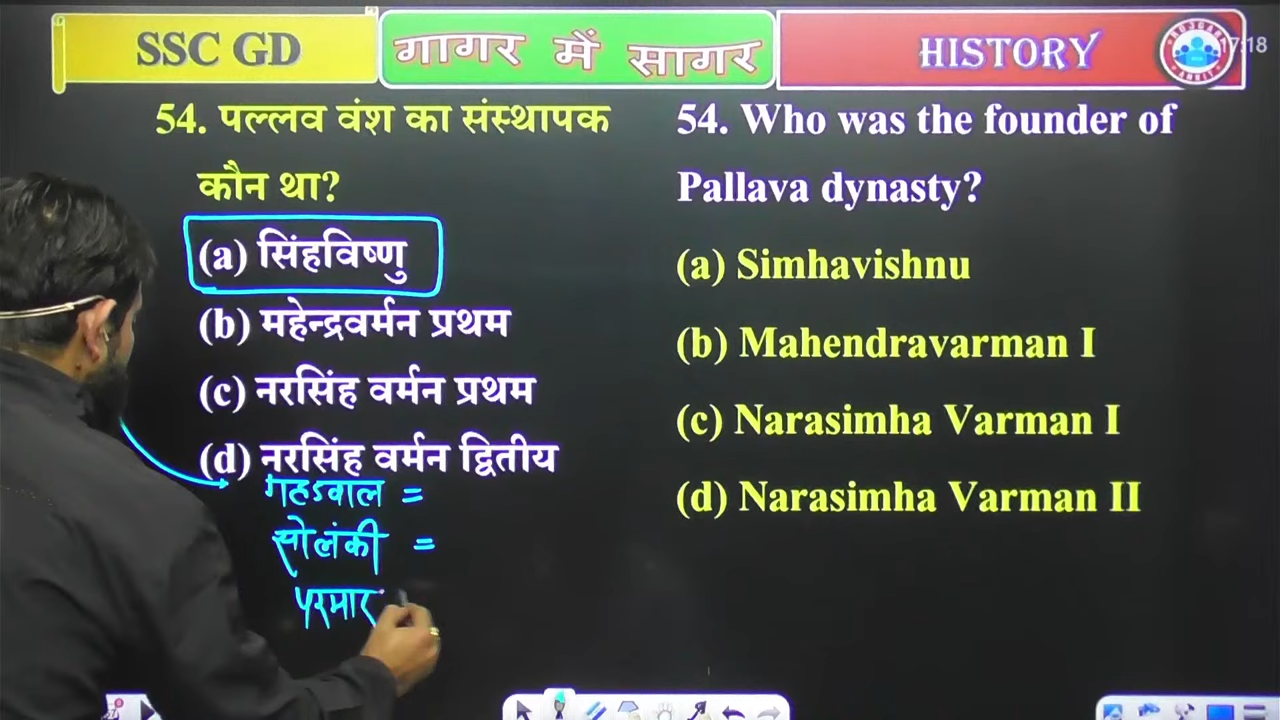 SSC GD
गागर में सागर
HISTORY
17:18
54. पल्लव वंश का संस्थापक
कौन था?
(a) सिंहविष्णु
(b) महेन्द्रवर्मन प्रथम
(c) नरसिंह वर्मन प्रथम
(d) नरसिंह वर्मन द्वितीय
गहडवाल =
सोलंकी =
परमार
54. Who was the founder of
Pallava dynasty?
(a) Simhavishnu
(b) Mahendravarman I
(c) Narasimha Varman I
(d) Narasimha Varman II